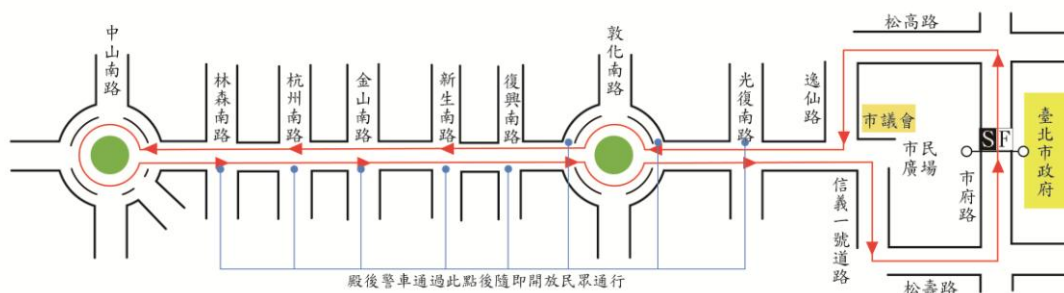 松高路
中山南路
敦化南路
林森南路
杭州南路
金山南路
新生南路
復興南路
光復南路
逸仙路
市議會
S F
臺北市政府
市民
廣場
市府路
信義一號道路
殿後警車通過此點後隨即開放民眾通行
松壽路